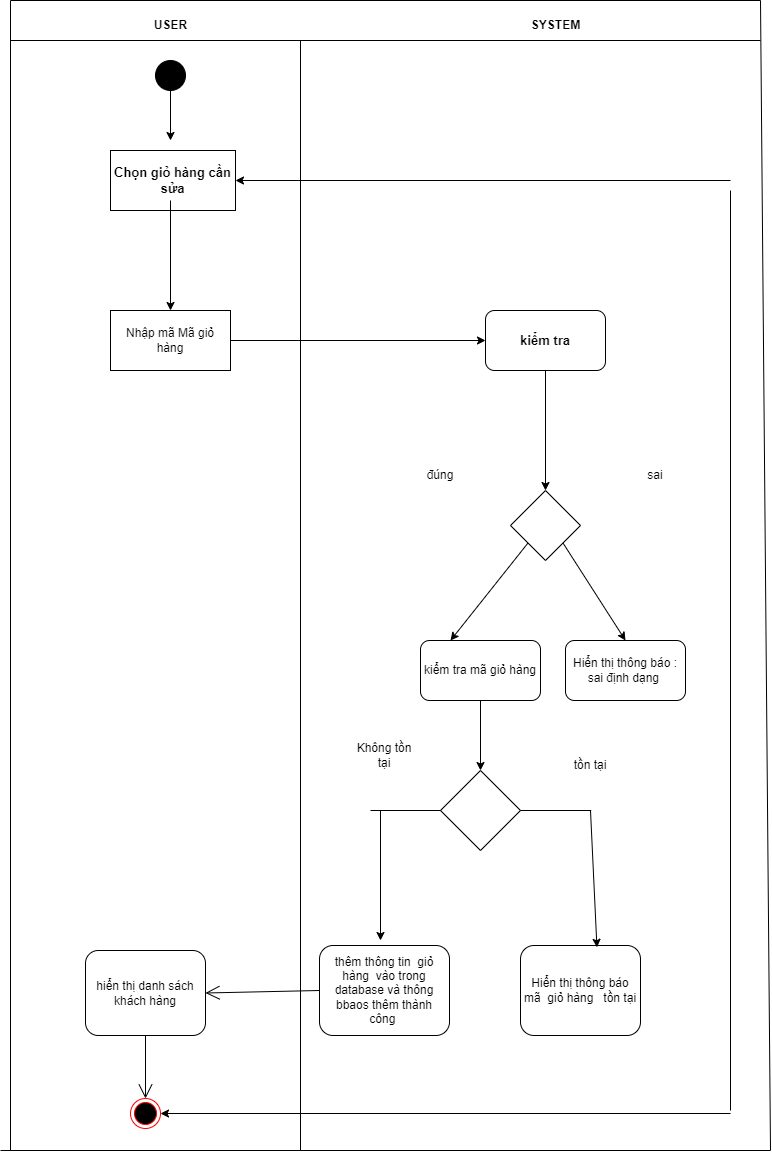 USER
SYSTEM
Chọn giỏ hàng cần
sửa
Nhập mã Mã giỏ
hàng
kiểm tra
đúng
sai
kiểm tra mã giỏ hàng
Hiển thị thông báo :
sai định dạng
Không tồn
tại
tồn tại
hiển thị danh sách
khách hàng
thêm thông tin giỏ
hàng vào trong
database và thông
bbaos thêm thành
công
Hiển thị thông báo
mã giỏ hàng tồn tại